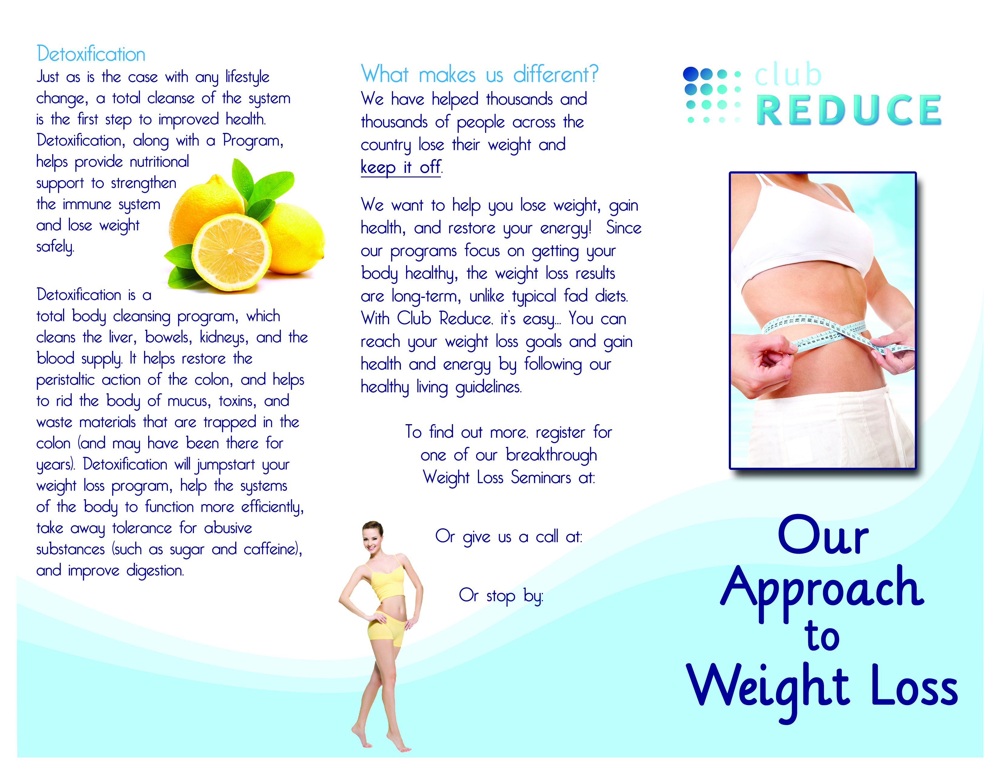 Detoxification
Just as is the case with any lifestyle
change, a total cleanse of the system
is the first step to improved health.
Detoxification, along with a Program,
helps provide nutritional
support to strengthen
the immune system
and lose weight
safely.
Detoxification is a
total body cleansing program, which
cleans the liver, bowels, kidneys, and the
blood supply. It helps restore the
peristaltic action of the colon, and helps
to rid the body of mucus, toxins, and
waste materials that are trapped in the
colon (and may have been there for
years). Detoxification will jumpstart your
weight loss program, help the systems
of the body to function more efficiently,
take away tolerance for abusive
substances (such as sugar and caffeine),
and improve digestion.
What makes us different?
We have helped thousands and
thousands of people across the
country lose their weight and
keep it off.
We want to help you lose weight, gain
health, and restore your energy! Since
our programs focus on getting your
body healthy, the weight loss results
are long-term, unlike typical fad diets.
With Club Reduce, it's easy... You can
reach your weight loss goals and gain
health and energy by following our
healthy living guidelines.
To find out more, register for
one of our breakthrough
Weight Loss Seminars at:
Or give us a call at:
Or stop by:
club
REDUCE
Our
Approach
to
Weight Loss